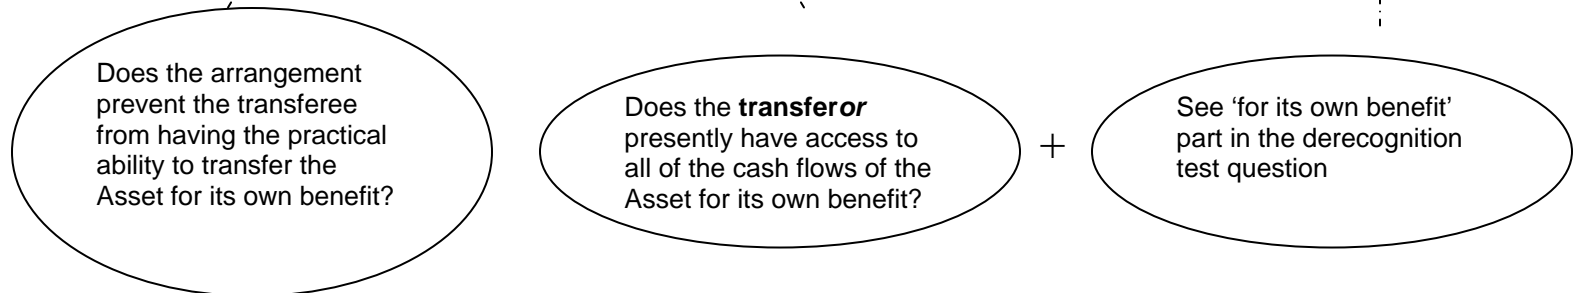 Does the arrangement
prevent the transferee
from having the practical
ability to transfer the
Asset for its own benefit?
Does the transferor
presently have access to
all of the cash flows of the
Asset for its own benefit?
+
See ‘for its own benefit’
part in the derecognition
test question